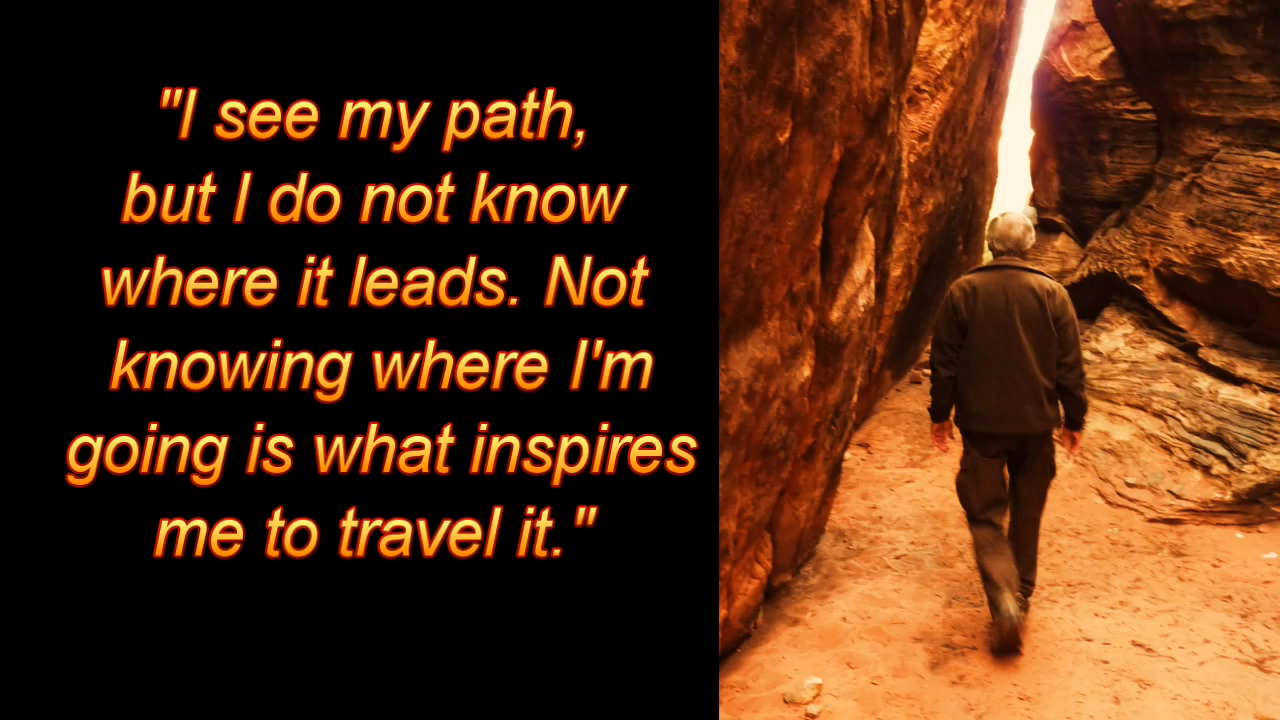 "I see my path,
but I do not know
where it leads. Not
knowing where I'm
going is what inspires
me to travel it."